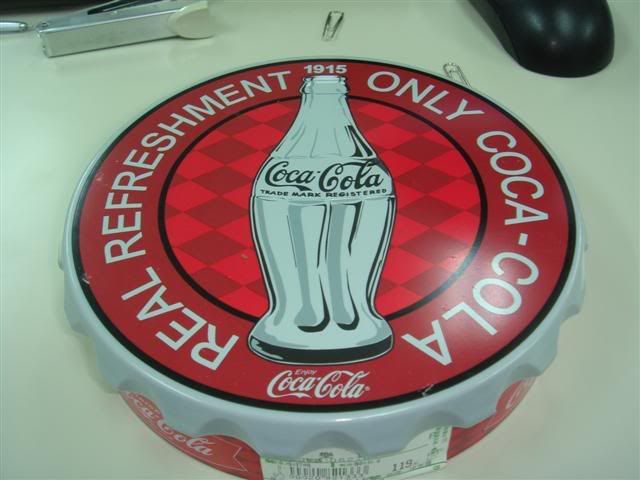 1915
REAL REFRESHMENT ONLY COCA-COLA
Coca-Cola
TRADE MARK REGISTERED
Enjoy
Coca-Cola®
Coca-Cola
119